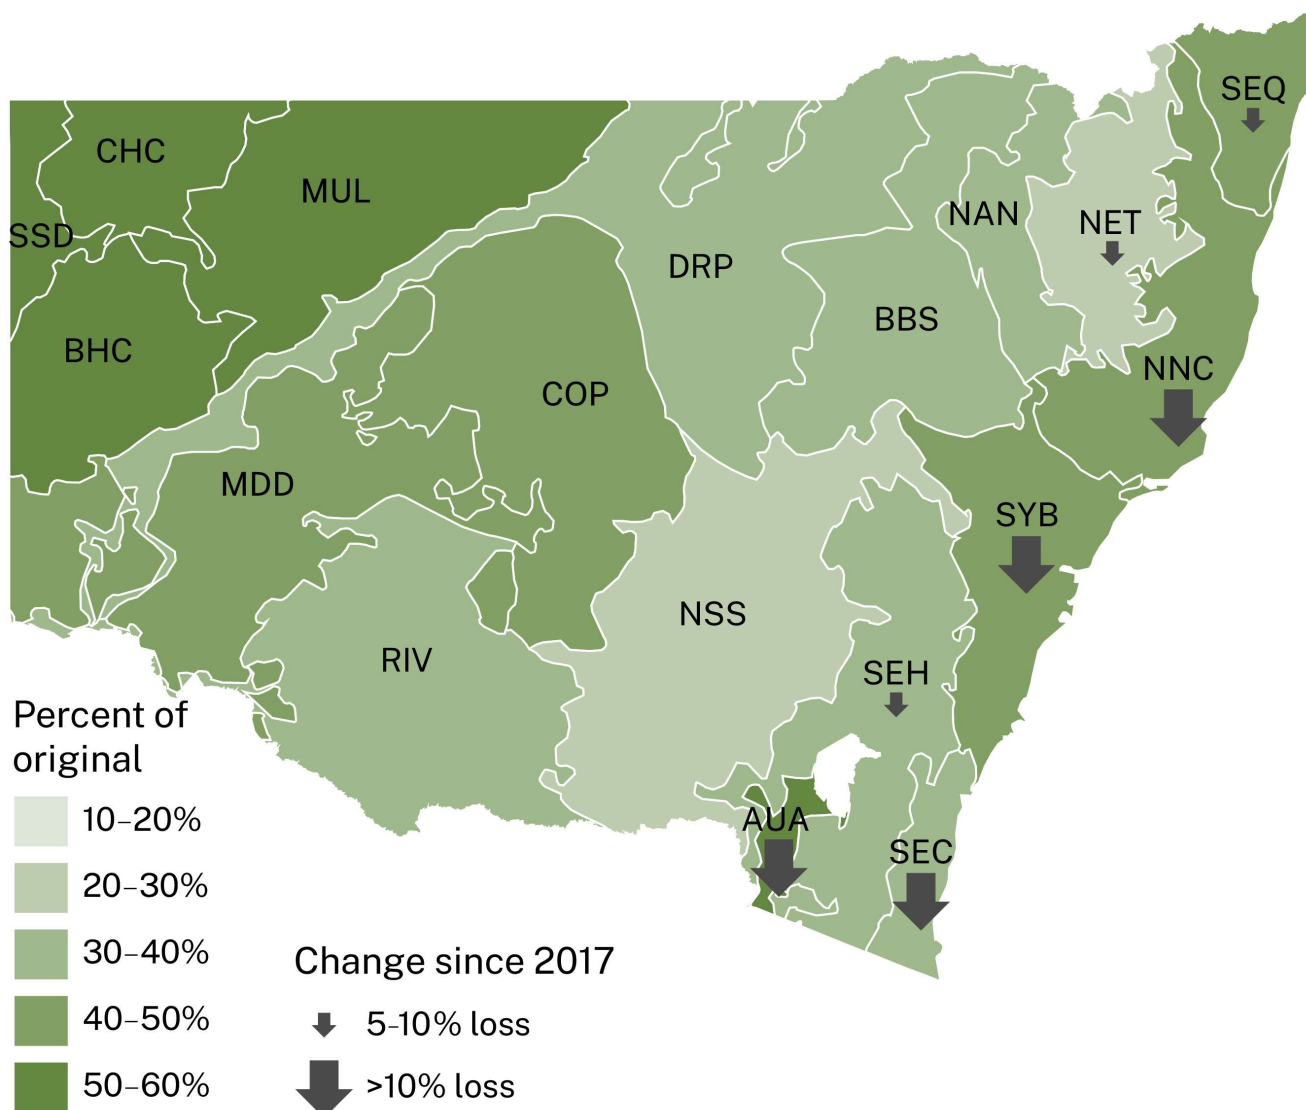 SEQ
CHC
MUL
NAN
NET
SSD
DRP
BBS
BHC
NNC
COP
MDD
SYB
NSS
RIV
SEH
Percent of
original
10–20%
AUA
SEC
20–30%
30–40%
Change since 2017
40–50%
5-10% loss
50–60%
>10% loss